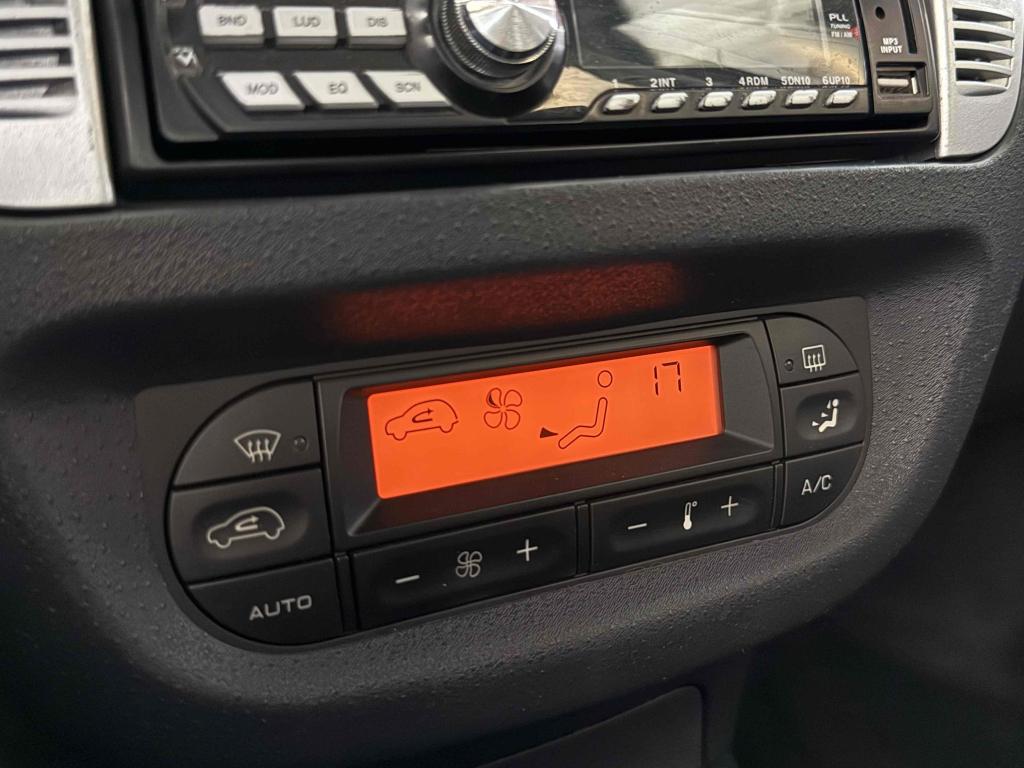 BND LUD DIS
PLL
TUNING
FM/AM
MP3
INPUT
MOD EQ SCN
1 2INT 3 4RDM 5DN10 6UP10
17
A/C
AUTO